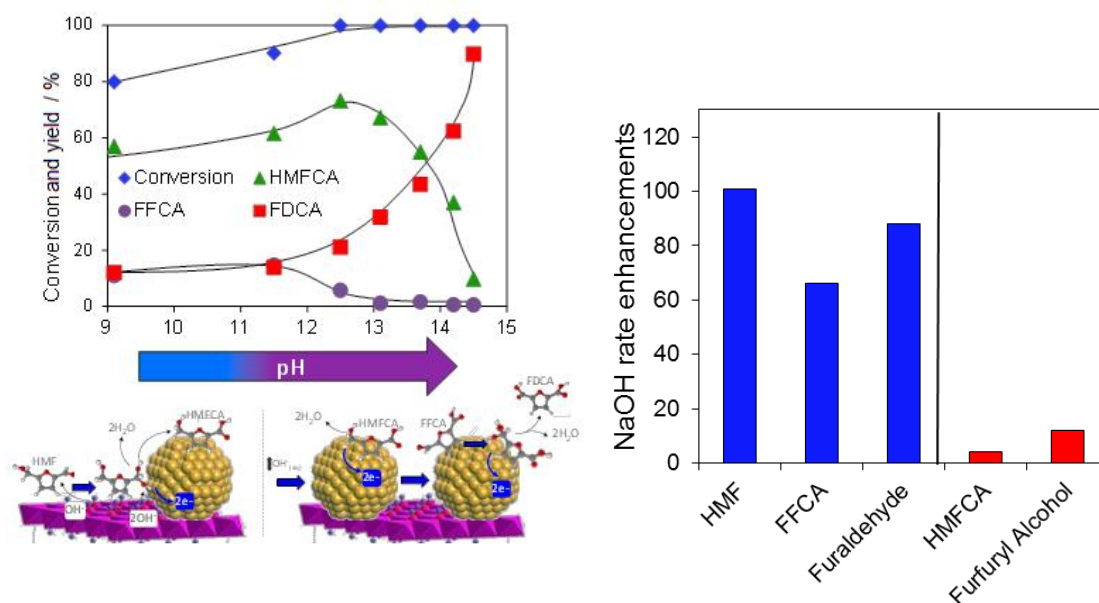 Conversion and yield / %
100
80
60
40
20
0
Conversion
HMFCA
FFCA
FDCA
9
10
11
12
13
14
15
pH
HMFCA
2H₂O
HMF
OH⁻
2OH⁻
2e-
OH⁻
2H₂O
HMFCA
FFCA
2e-
FDCA
2H₂O
2e-
NaOH rate enhancements
120
100
80
60
40
20
0
HMF
FFCA
Furaldehyde
HMFCA
Furfuryl Alcohol